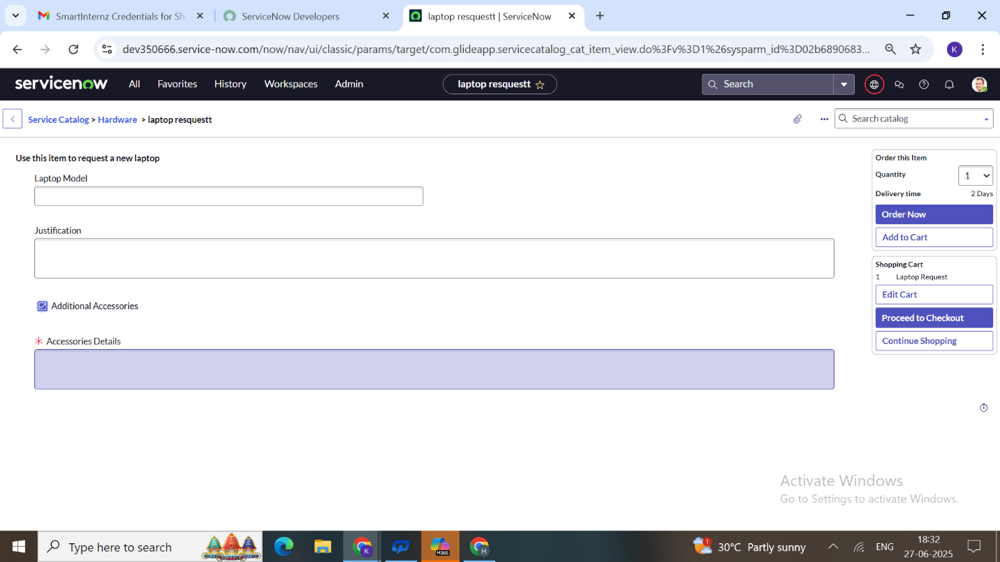 SmartInternz Credentials for Sh
ServiceNow Developers
laptop resquestt | ServiceNow
dev350666.service-now.com/now/nav/ui/classic/params/target/com.glideapp.servicecatalog_cat_item_view.do%3Fv%3D1%26sysparm_id%3D02b6890683...
K
servicenow
All
Favorites
History
Workspaces
Admin
laptop resquestt
Search
Service Catalog > Hardware > laptop resquestt
Search catalog
Use this item to request a new laptop
Laptop Model
Justification
Additional Accessories
* Accessories Details
Order this Item
Quantity 1
Delivery time 2 Days
Order Now
Add to Cart
Shopping Cart
1 Laptop Request
Edit Cart
Proceed to Checkout
Continue Shopping
Activate Windows
Go to Settings to activate Windows.
Type here to search
K
M365
H
1
30°C Partly sunny
ENG
18:32
27-06-2025